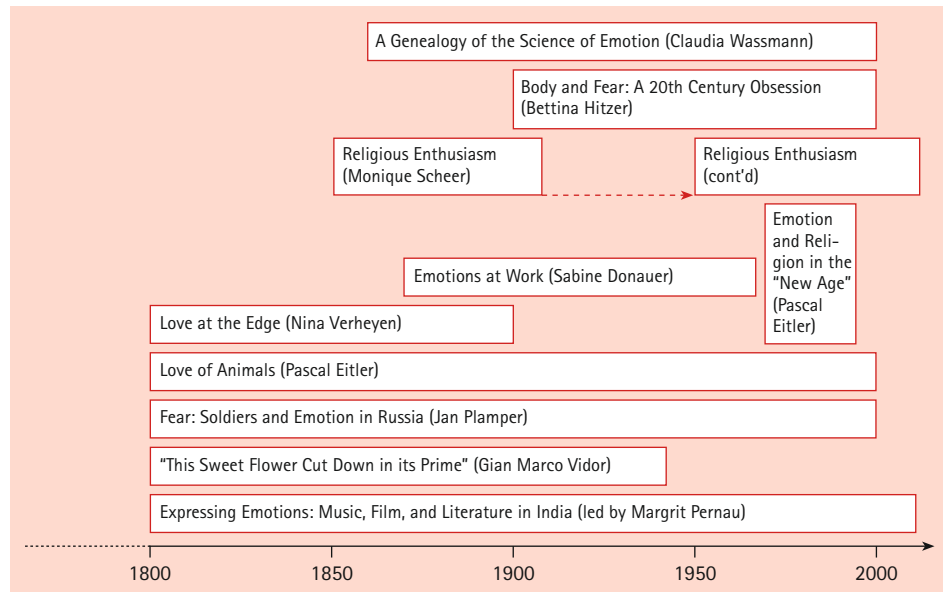 A Genealogy of the Science of Emotion (Claudia Wassmann)
Body and Fear: A 20th Century Obsession
(Bettina Hitzer)
Religious Enthusiasm
(Monique Scheer)
Religious Enthusiasm
(cont'd)
Emotion
and Reli-
gion in the
"New Age"
(Pascal
Eitler)
Emotions at Work (Sabine Donauer)
Love at the Edge (Nina Verheyen)
Love of Animals (Pascal Eitler)
Fear: Soldiers and Emotion in Russia (Jan Plamper)
"This Sweet Flower Cut Down in its Prime" (Gian Marco Vidor)
Expressing Emotions: Music, Film, and Literature in India (led by Margrit Pernau)
1800 1850 1900 1950 2000